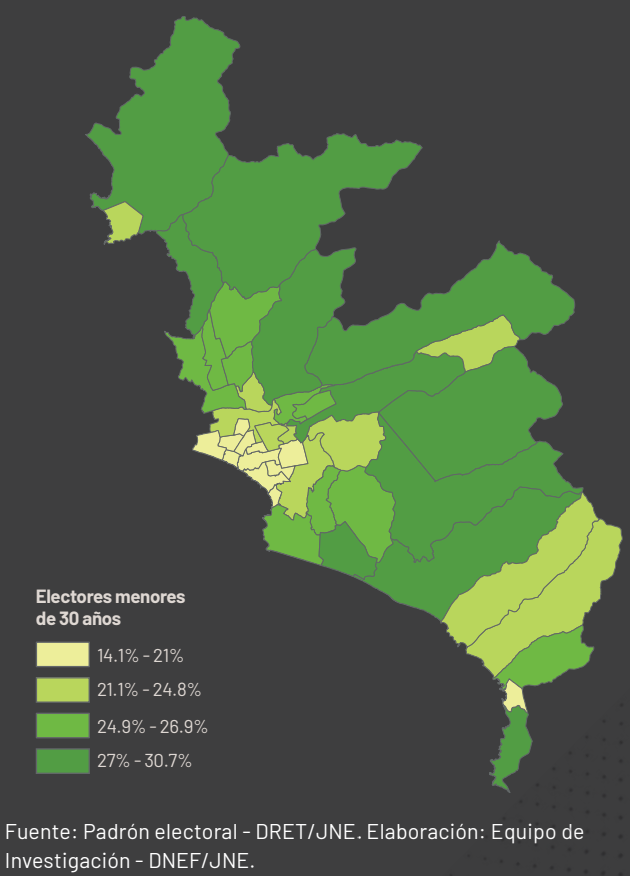 Electores menores
de 30 años
14.1% - 21%
21.1% - 24.8%
24.9% - 26.9%
27% - 30.7%
Fuente: Padrón electoral - DRET/JNE. Elaboración: Equipo de
Investigación - DNEF/JNE.